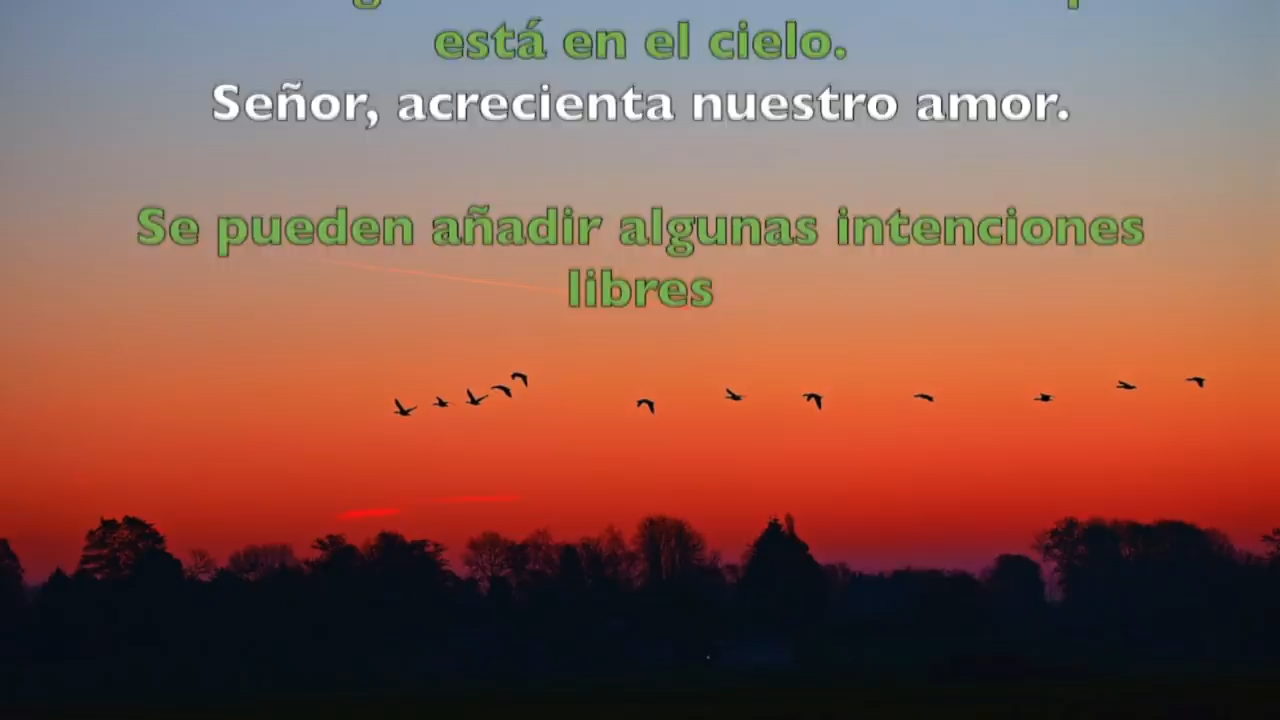 está en el cielo.
Señor, acrecienta nuestro amor.
Se pueden añadir algunas intenciones
libres